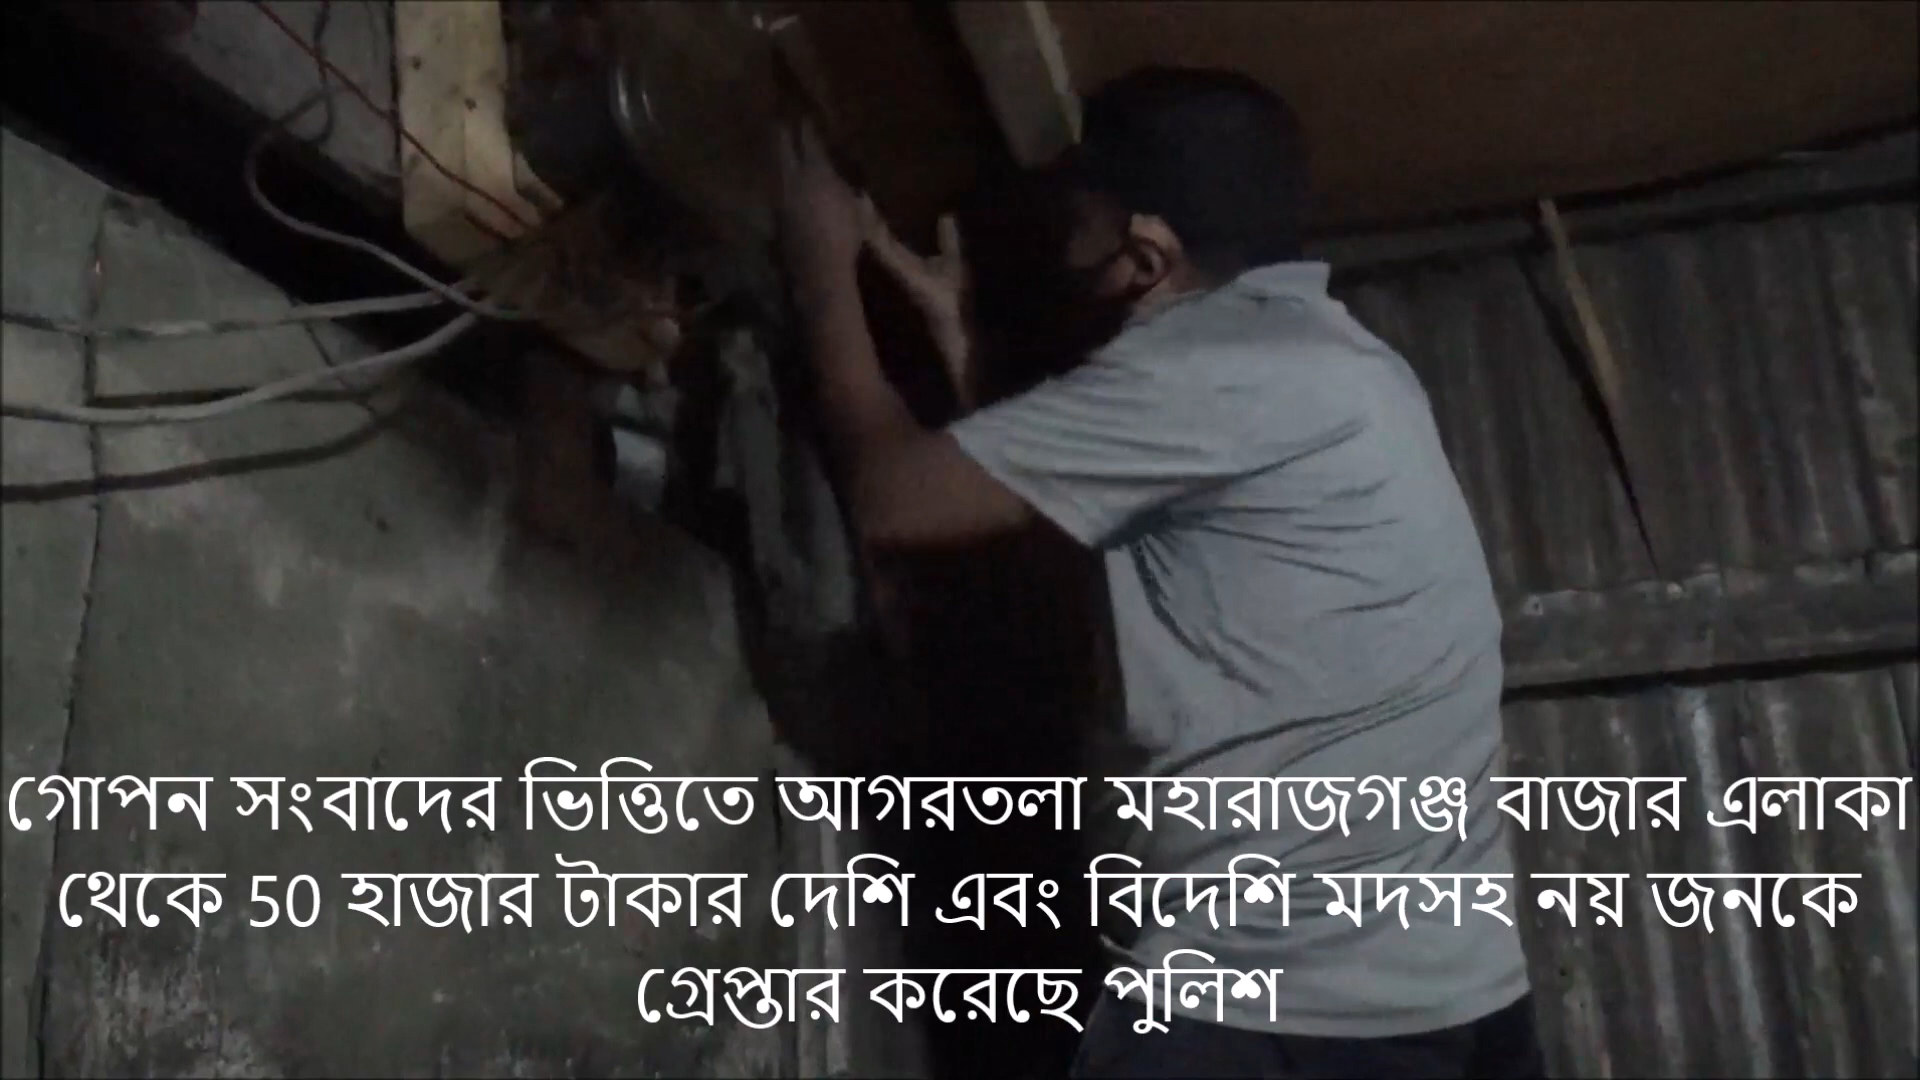 গোপন সংবাদের ভিত্তিতে আগরতলা মহারাজগঞ্জ বাজার এলাকা
থেকে 50 হাজার টাকার দেশি এবং বিদেশি মদসহ নয় জনকে
গ্রেপ্তার করেছে পুলিশ